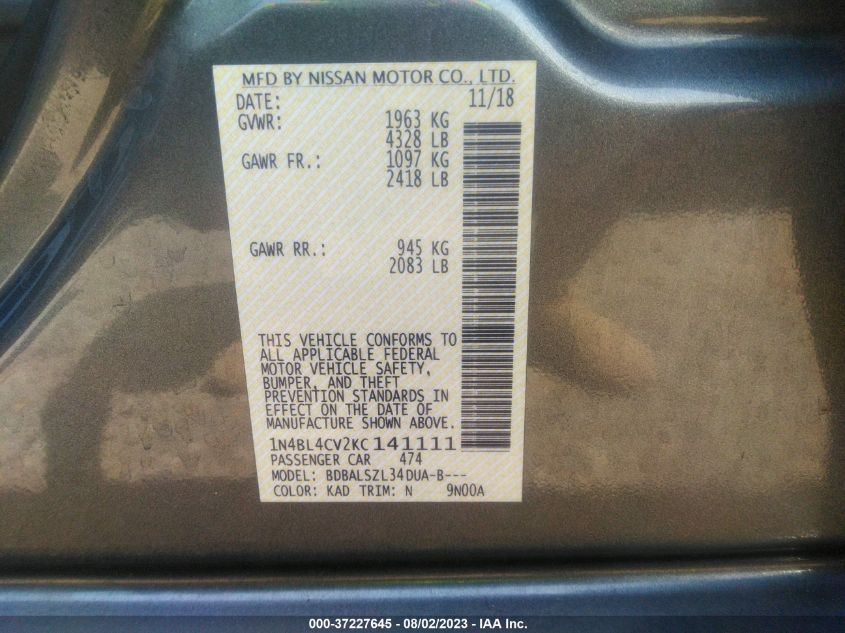 MFD BY NISSAN MOTOR CO., LTD.
DATE: 11/18
GVWR: 1963 KG
4328 LB
GAWR FR.: 1097 KG
2418 LB
GAWR RR.: 945 KG
2083 LB
THIS VEHICLE CONFORMS TO
ALL APPLICABLE FEDERAL
MOTOR VEHICLE SAFETY,
BUMPER, AND THEFT
PREVENTION STANDARDS IN
EFFECT ON THE DATE OF
MANUFACTURE SHOWN ABOVE.
1N4BL4CV2KC141111
PASSENGER CAR 474
MODEL: BDBALSZL34DUA-B---
COLOR: KAD TRIM: N 9N00A
000-37227645 — 08/02/2023 — IAA Inc.